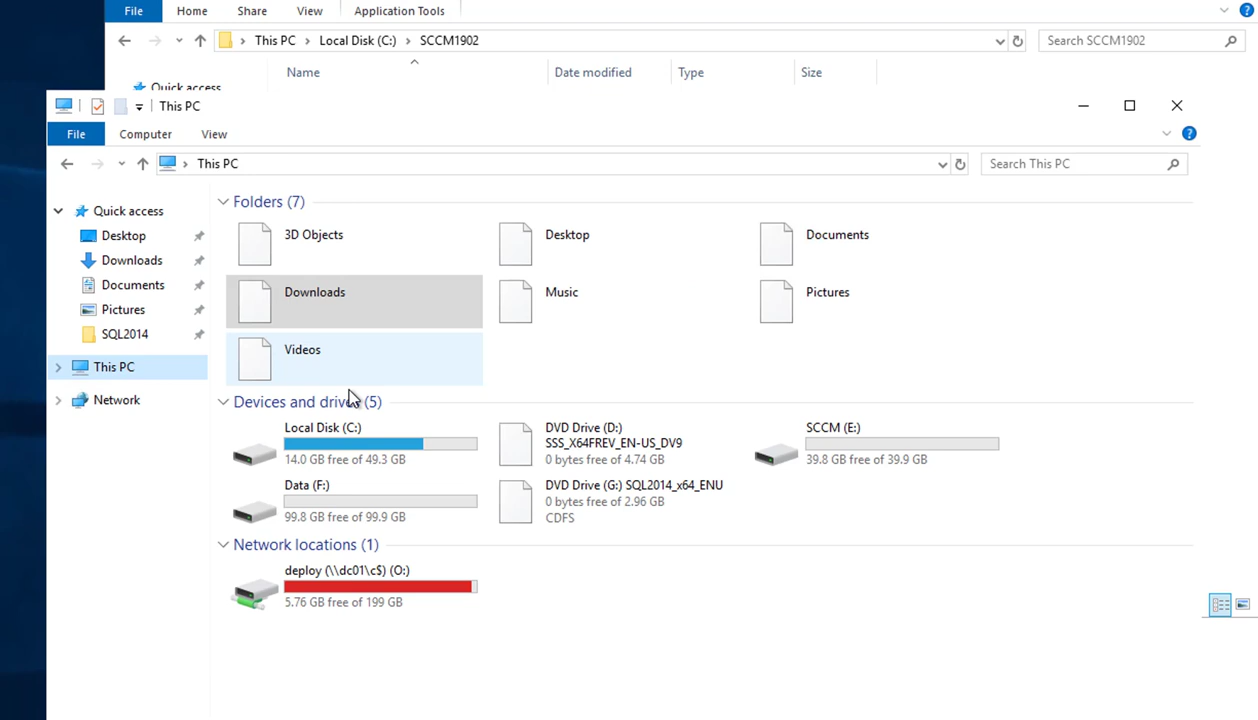 File Home Share View Application Tools
This PC Local Disk (C:) SCCM1902 Search SCCM1902
Quick access Name Date modified Type Size
This PC
File Computer View
This PC Search This PC
Quick access
Desktop
Downloads
Documents
Pictures
SQL2014
This PC
Network
Folders (7)
3D Objects Desktop Documents
Downloads Music Pictures
Videos
Devices and drives (5)
Local Disk (C:)
14.0 GB free of 49.3 GB
DVD Drive (D:)
SSS_X64FREV_EN-US_DV9
0 bytes free of 4.74 GB
SCCM (E:)
39.8 GB free of 39.9 GB
Data (F:)
99.8 GB free of 99.9 GB
DVD Drive (G:) SQL2014_x64_ENU
0 bytes free of 2.96 GB
CDFS
Network locations (1)
deploy (\\dc01\c$) (O:)
5.76 GB free of 199 GB